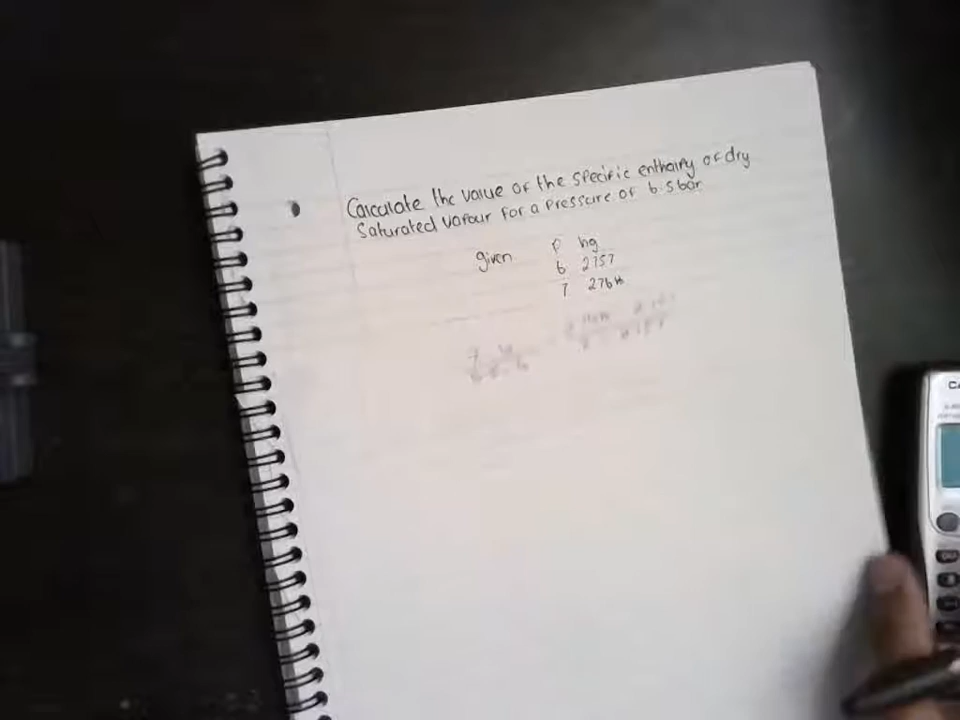 Calculate the value of the specific enthalpy of dry
Saturated vapour for a pressure of 6.5 bar
given P hg
6 2757
7 2764
CA